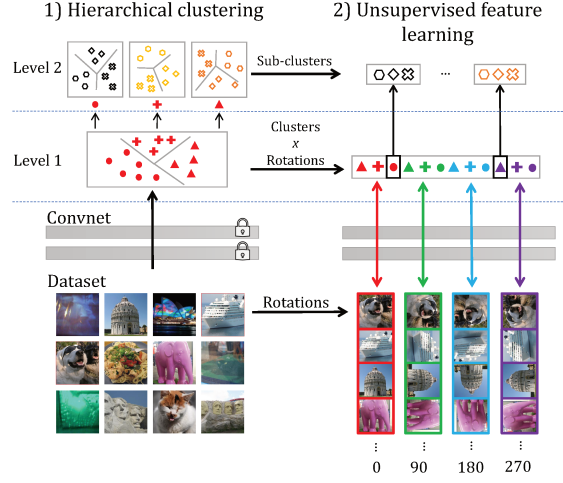 1) Hierarchical clustering
2) Unsupervised feature
learning
Level 2
Sub-clusters
...
Level 1
Clusters
x
Rotations
Convnet
Dataset
Rotations
... ... ... ...
0 90 180 270